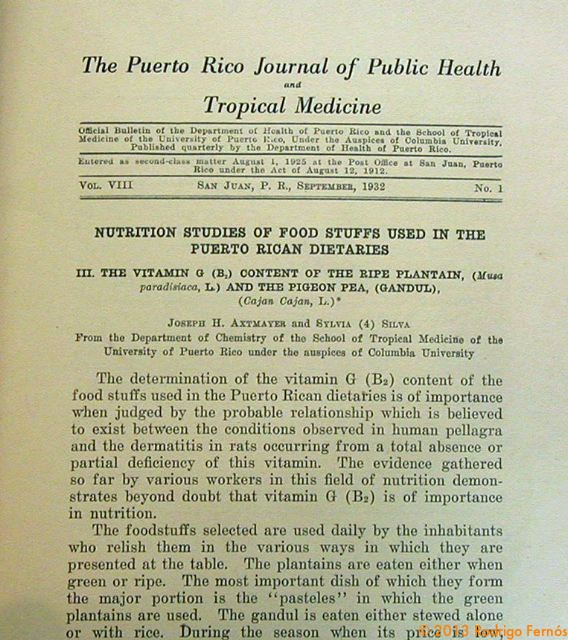 The Puerto Rico Journal of Public Health
and
Tropical Medicine
Official Bulletin of the Department of Health of Puerto Rico and the School of Tropical
Medicine of the University of Puerto Rico, Under the Auspices of Columbia University,
Published quarterly by the Department of Health of Puerto Rico.
Entered as second-class matter August 1, 1925 at the Post Office at San Juan, Puerto
Rico under the Act of August 12, 1912.
VOL. VIII SAN JUAN, P. R., SEPTEMBER, 1932 No. 1
NUTRITION STUDIES OF FOOD STUFFS USED IN THE
PUERTO RICAN DIETARIES
III. THE VITAMIN G (B₂) CONTENT OF THE RIPE PLANTAIN, (Musa
paradisiaca, L.) AND THE PIGEON PEA, (GANDUL),
(Cajan Cajan, L.)*
JOSEPH H. AXTMAYER and SYLVIA (4) SILVA
From the Department of Chemistry of the School of Tropical Medicine of the
University of Puerto Rico under the auspices of Columbia University
The determination of the vitamin G (B₂) content of the
food stuffs used in the Puerto Rican dietaries is of importance
when judged by the probable relationship which is believed
to exist between the conditions observed in human pellagra
and the dermatitis in rats occurring from a total absence or
partial deficiency of this vitamin. The evidence gathered
so far by various workers in this field of nutrition demon-
strates beyond doubt that vitamin G (B₂) is of importance
in nutrition.
The foodstuffs selected are used daily by the inhabitants
who relish them in the various ways in which they are
presented at the table. The plantains are eaten either when
green or ripe. The most important dish of which they form
the major portion is the "pasteles" in which the green
plantains are used. The gandul is eaten either stewed alone
or with rice. During the season when its price is low,
© 2013 Rodrigo Fernós